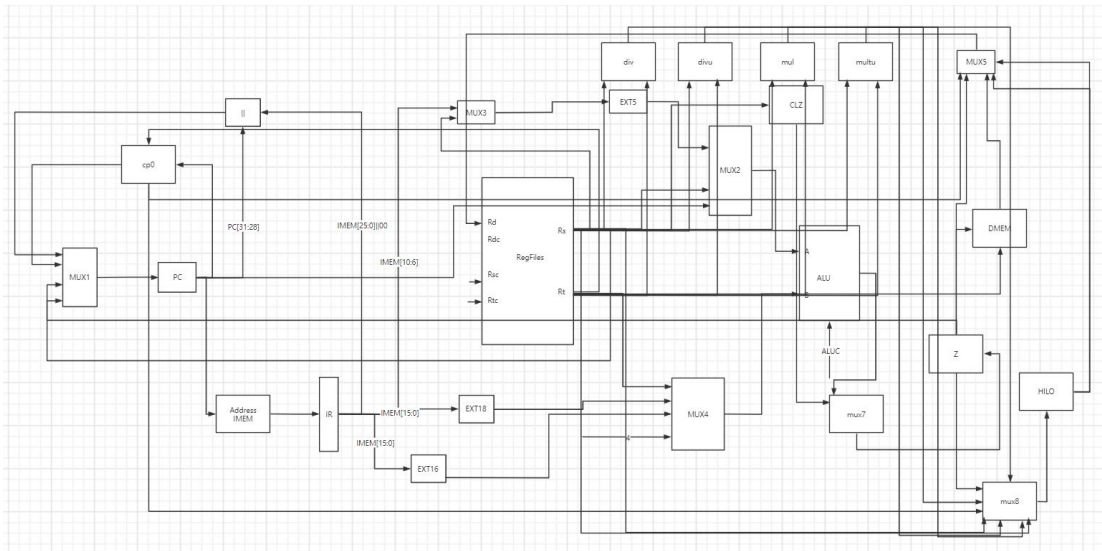 div
divu
mul
multu
MUX5
||
MUX3
EXT5
CLZ
cp0
MUX2
PC[31:28]
IMEM[25:0]||00
IMEM[10:6]
Rd
Rdc
Rsc
Rtc
RegFiles
Rs
Rt
DMEM
MUX1
PC
A
ALU
B
ALUC
Z
Address
IMEM
IR
IMEM[15:0]
IMEM[15:0]
EXT18
EXT16
4
MUX4
mux7
HILO
mux8